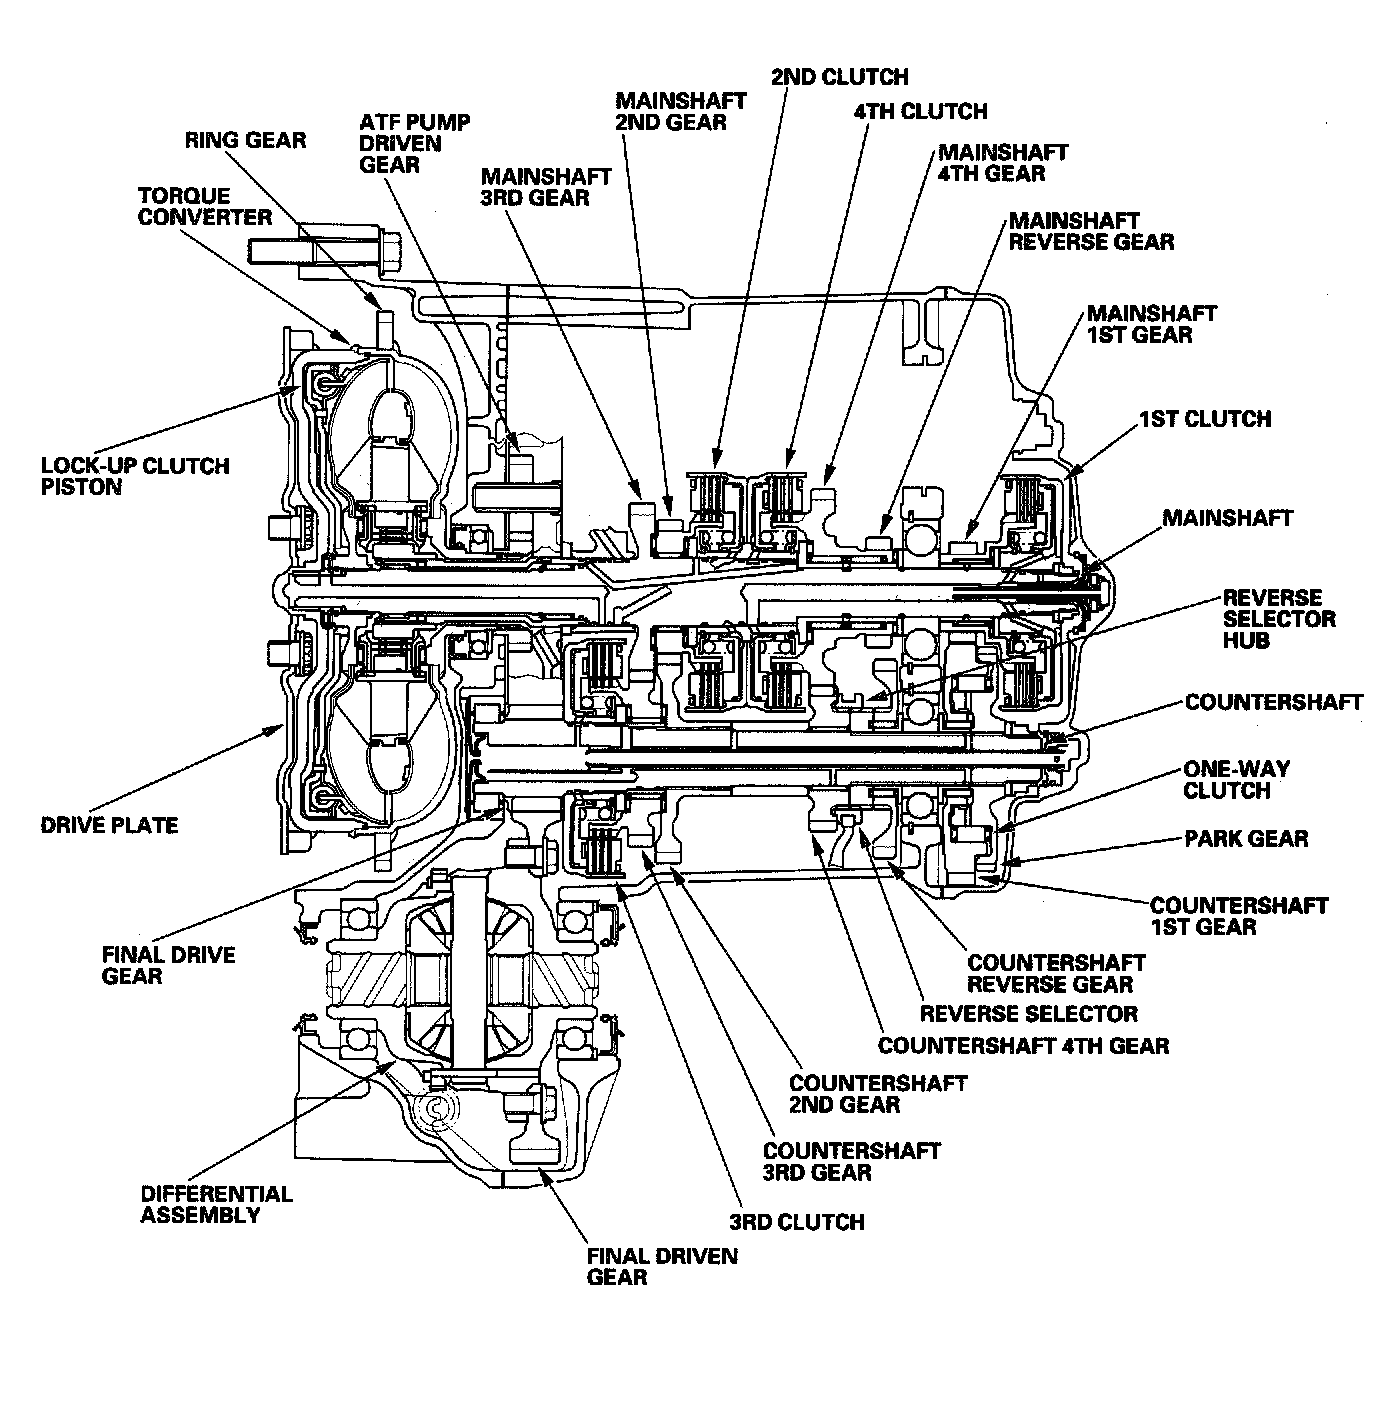 2ND CLUTCH
MAINSHAFT
2ND GEAR
4TH CLUTCH
ATF PUMP
DRIVEN
GEAR
RING GEAR
MAINSHAFT
4TH GEAR
MAINSHAFT
3RD GEAR
TORQUE
CONVERTER
MAINSHAFT
REVERSE GEAR
MAINSHAFT
1ST GEAR
1ST CLUTCH
LOCK-UP CLUTCH
PISTON
MAINSHAFT
REVERSE
SELECTOR
HUB
COUNTERSHAFT
ONE-WAY
CLUTCH
DRIVE PLATE
PARK GEAR
COUNTERSHAFT
1ST GEAR
FINAL DRIVE
GEAR
COUNTERSHAFT
REVERSE GEAR
REVERSE SELECTOR
COUNTERSHAFT 4TH GEAR
COUNTERSHAFT
2ND GEAR
COUNTERSHAFT
3RD GEAR
DIFFERENTIAL
ASSEMBLY
3RD CLUTCH
FINAL DRIVEN
GEAR